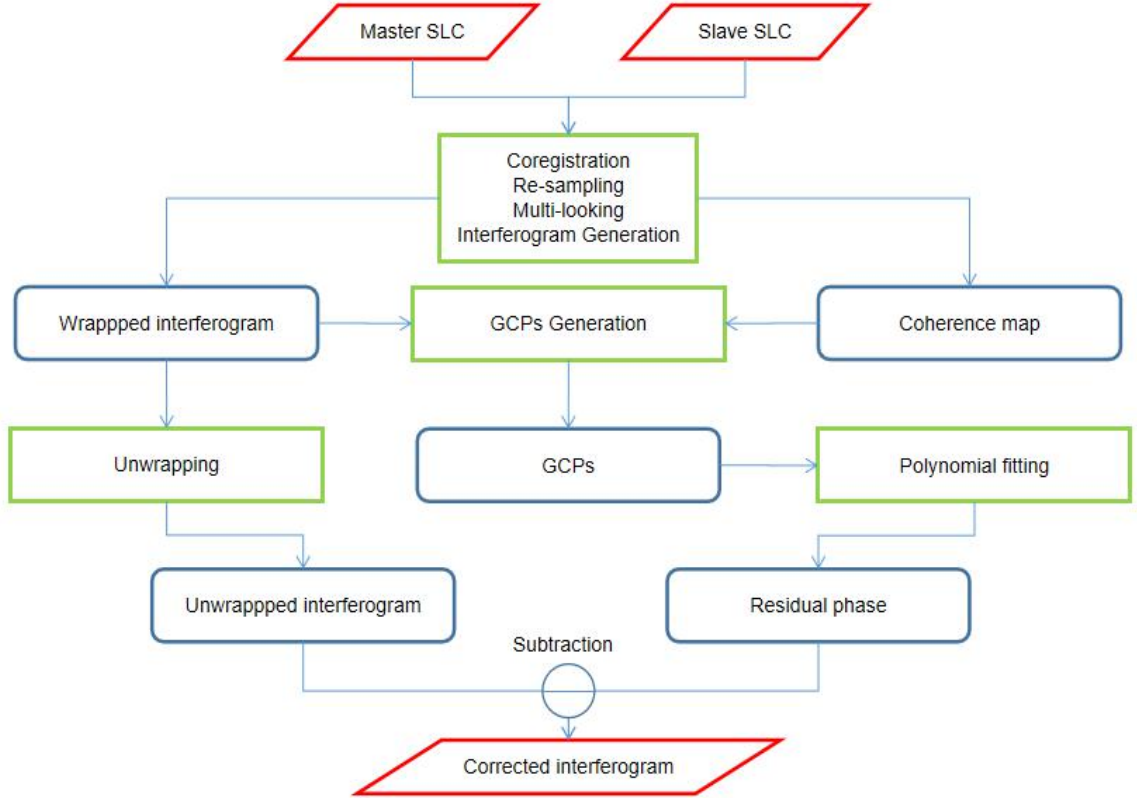 Master SLC
Slave SLC
Coregistration
Re-sampling
Multi-looking
Interferogram Generation
Wrappped interferogram
GCPs Generation
Coherence map
Unwrapping
GCPs
Polynomial fitting
Unwrappped interferogram
Residual phase
Subtraction
Corrected interferogram